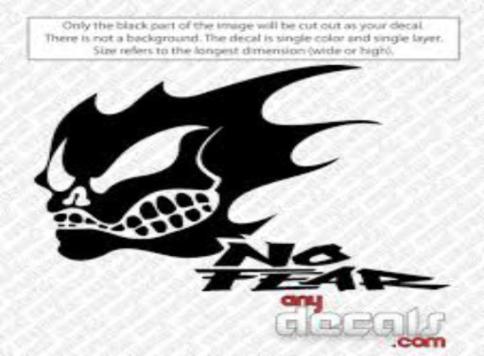 Only the black part of the image will be cut out as your decal.
There is not a background. The decal is single color and single layer.
Size refers to the longest dimension (wide or high).
No
FEAR
any
decals
.com